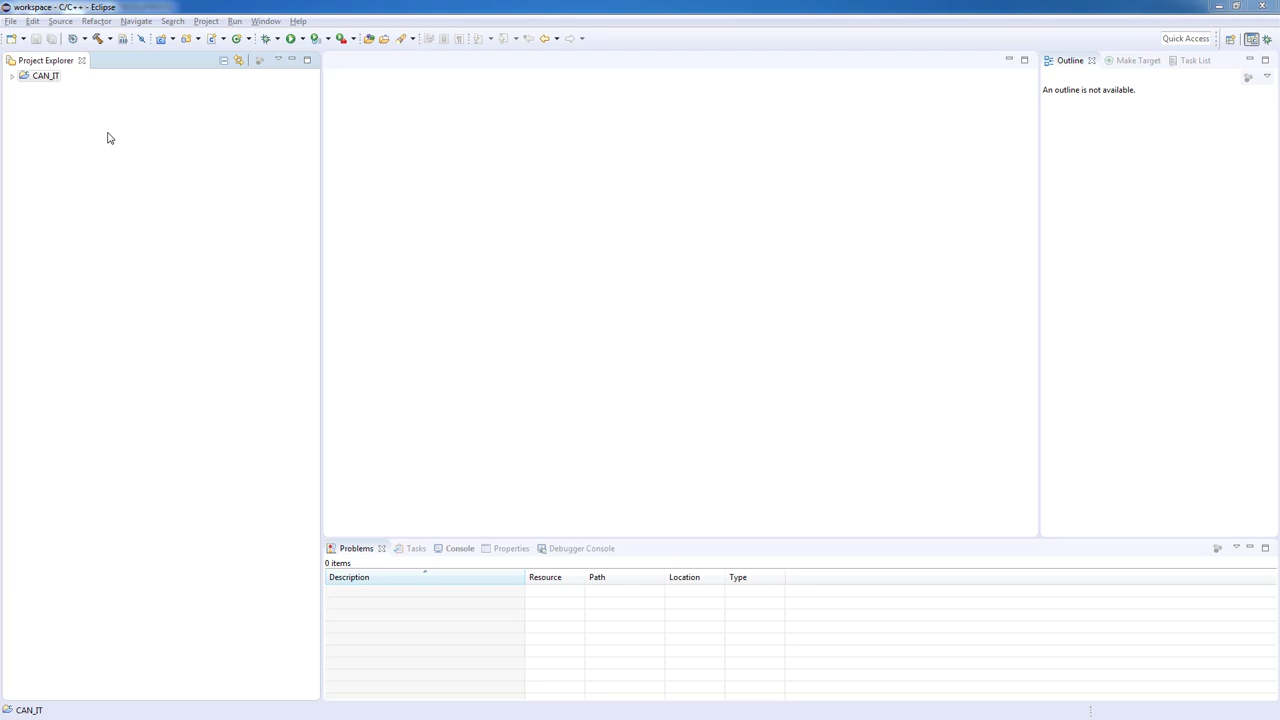 workspace - C/C++ - Eclipse
File Edit Source Refactor Navigate Search Project Run Window Help
Quick Access
Project Explorer
CAN_IT
Outline Make Target Task List
An outline is not available.
Problems Tasks Console Properties Debugger Console
0 items
Description Resource Path Location Type
CAN_IT